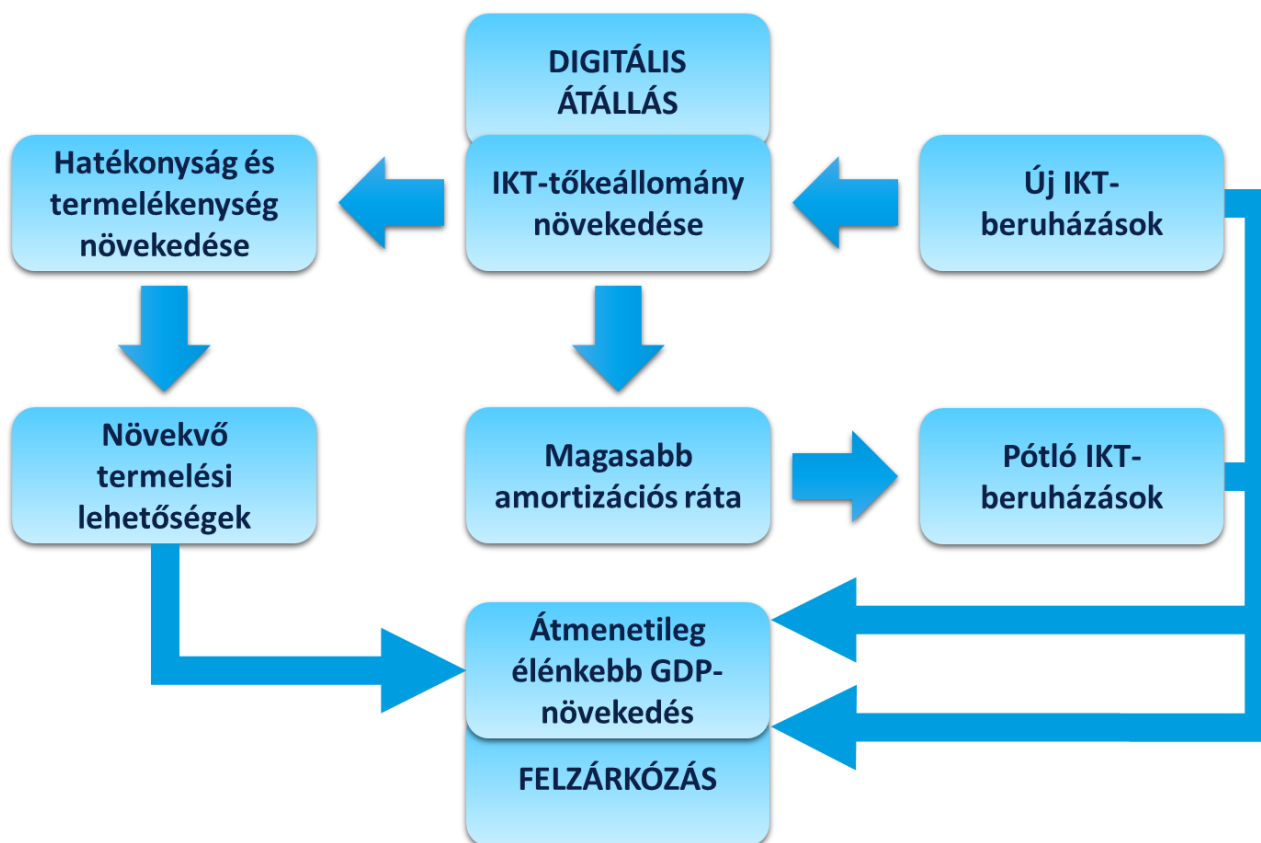 DIGITÁLIS
ÁTÁLLÁS
Hatékonyság és
termelékenység
növekedése
IKT-tőkeállomány
növekedése
Új IKT-
beruházások
Növekvő
termelési
lehetőségek
Magasabb
amortizációs ráta
Pótló IKT-
beruházások
Átmenetileg
élénkebb GDP-
növekedés
FELZÁRKÓZÁS